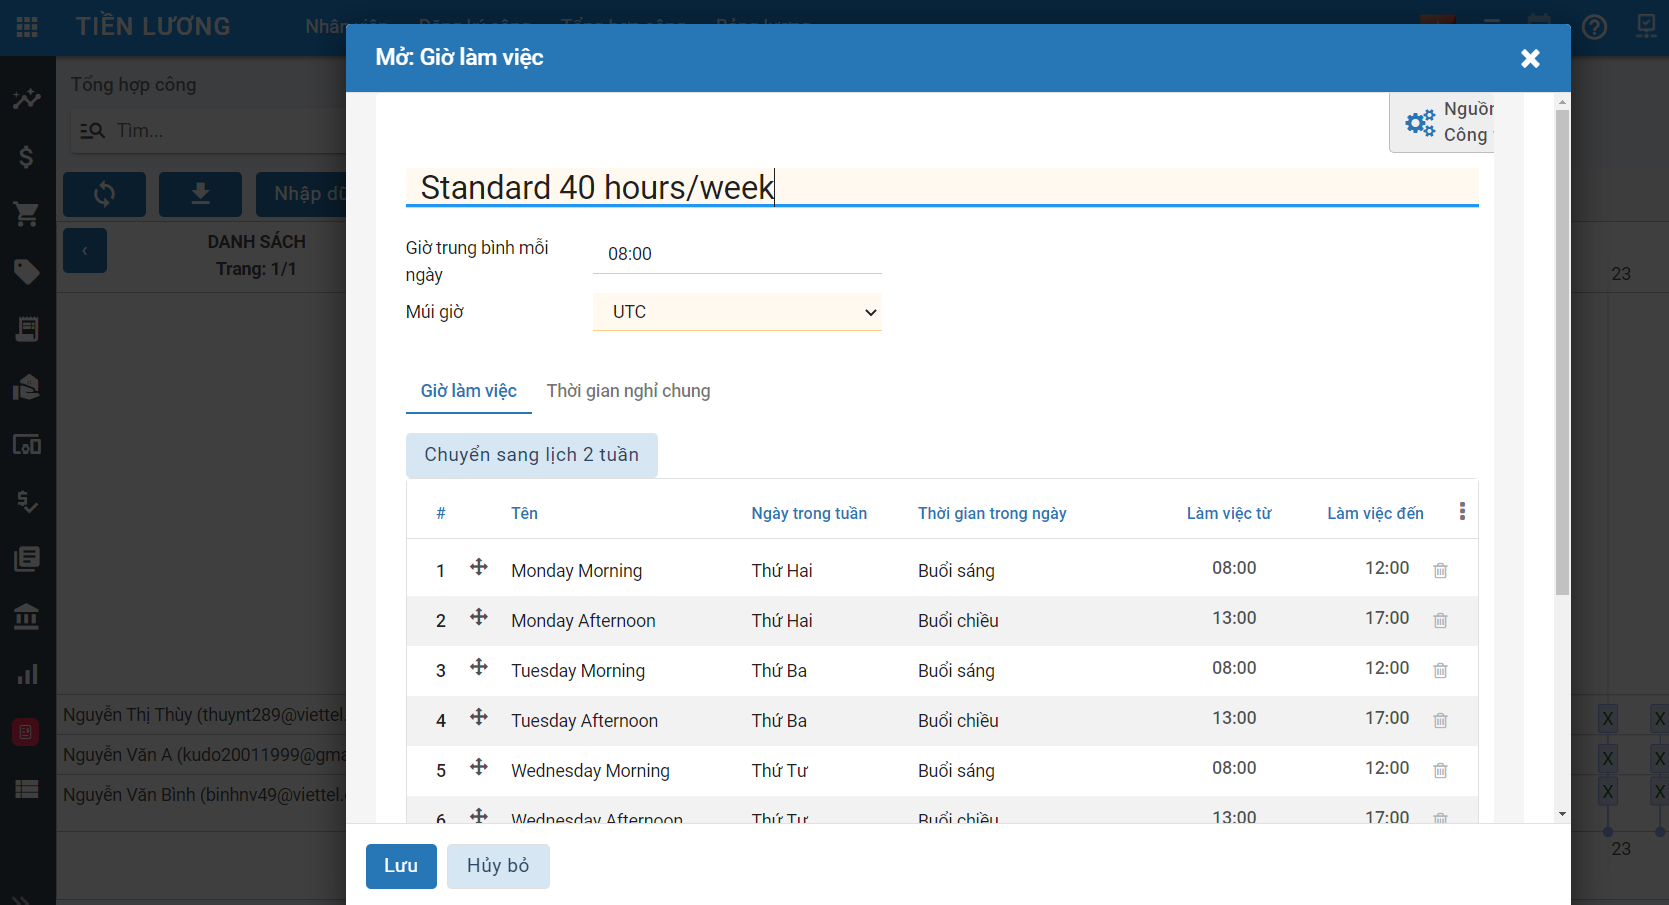 TIỀN LƯƠNG
Mở: Giờ làm việc
Tổng hợp công
Tìm...
Nhập
DANH SÁCH
Trang: 1/1
23
Công
Standard 40 hours/week
Giờ trung bình mỗi
ngày
08:00
Múi giờ
UTC
Giờ làm việc
Thời gian nghỉ chung
Chuyển sang lịch 2 tuần
# Tên Ngày trong tuần Thời gian trong ngày Làm việc từ Làm việc đến
1 Monday Morning Thứ Hai Buổi sáng 08:00 12:00
2 Monday Afternoon Thứ Hai Buổi chiều 13:00 17:00
3 Tuesday Morning Thứ Ba Buổi sáng 08:00 12:00
4 Tuesday Afternoon Thứ Ba Buổi chiều 13:00 17:00
5 Wednesday Morning Thứ Tư Buổi sáng 08:00 12:00
6 Wednesday Afternoon Thứ Tư Buổi chiều 13:00 17:00
Nguyễn Thị Thùy (thuynt289@viettel.
X X
Nguyễn Văn A (kudo20011999@gma
X X
Nguyễn Văn Bình (binhnv49@viettel.
X X
23
Lưu
Hủy bỏ